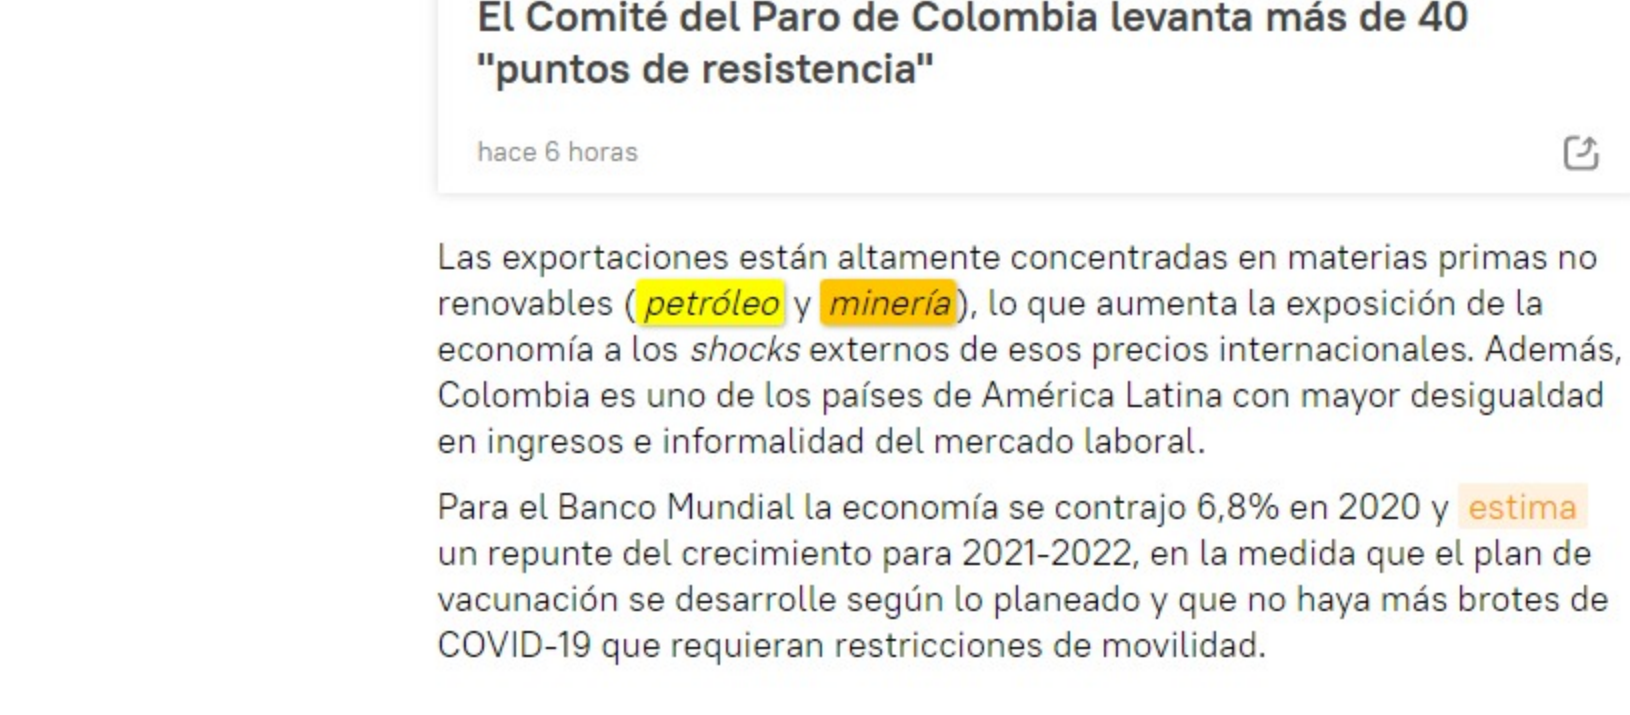 El Comité del Paro de Colombia levanta más de 40
"puntos de resistencia"
hace 6 horas
Las exportaciones están altamente concentradas en materias primas no
renovables (petróleo y minería), lo que aumenta la exposición de la
economía a los shocks externos de esos precios internacionales. Además,
Colombia es uno de los países de América Latina con mayor desigualdad
en ingresos e informalidad del mercado laboral.
Para el Banco Mundial la economía se contrajo 6,8% en 2020 y estima
un repunte del crecimiento para 2021-2022, en la medida que el plan de
vacunación se desarrolle según lo planeado y que no haya más brotes de
COVID-19 que requieran restricciones de movilidad.